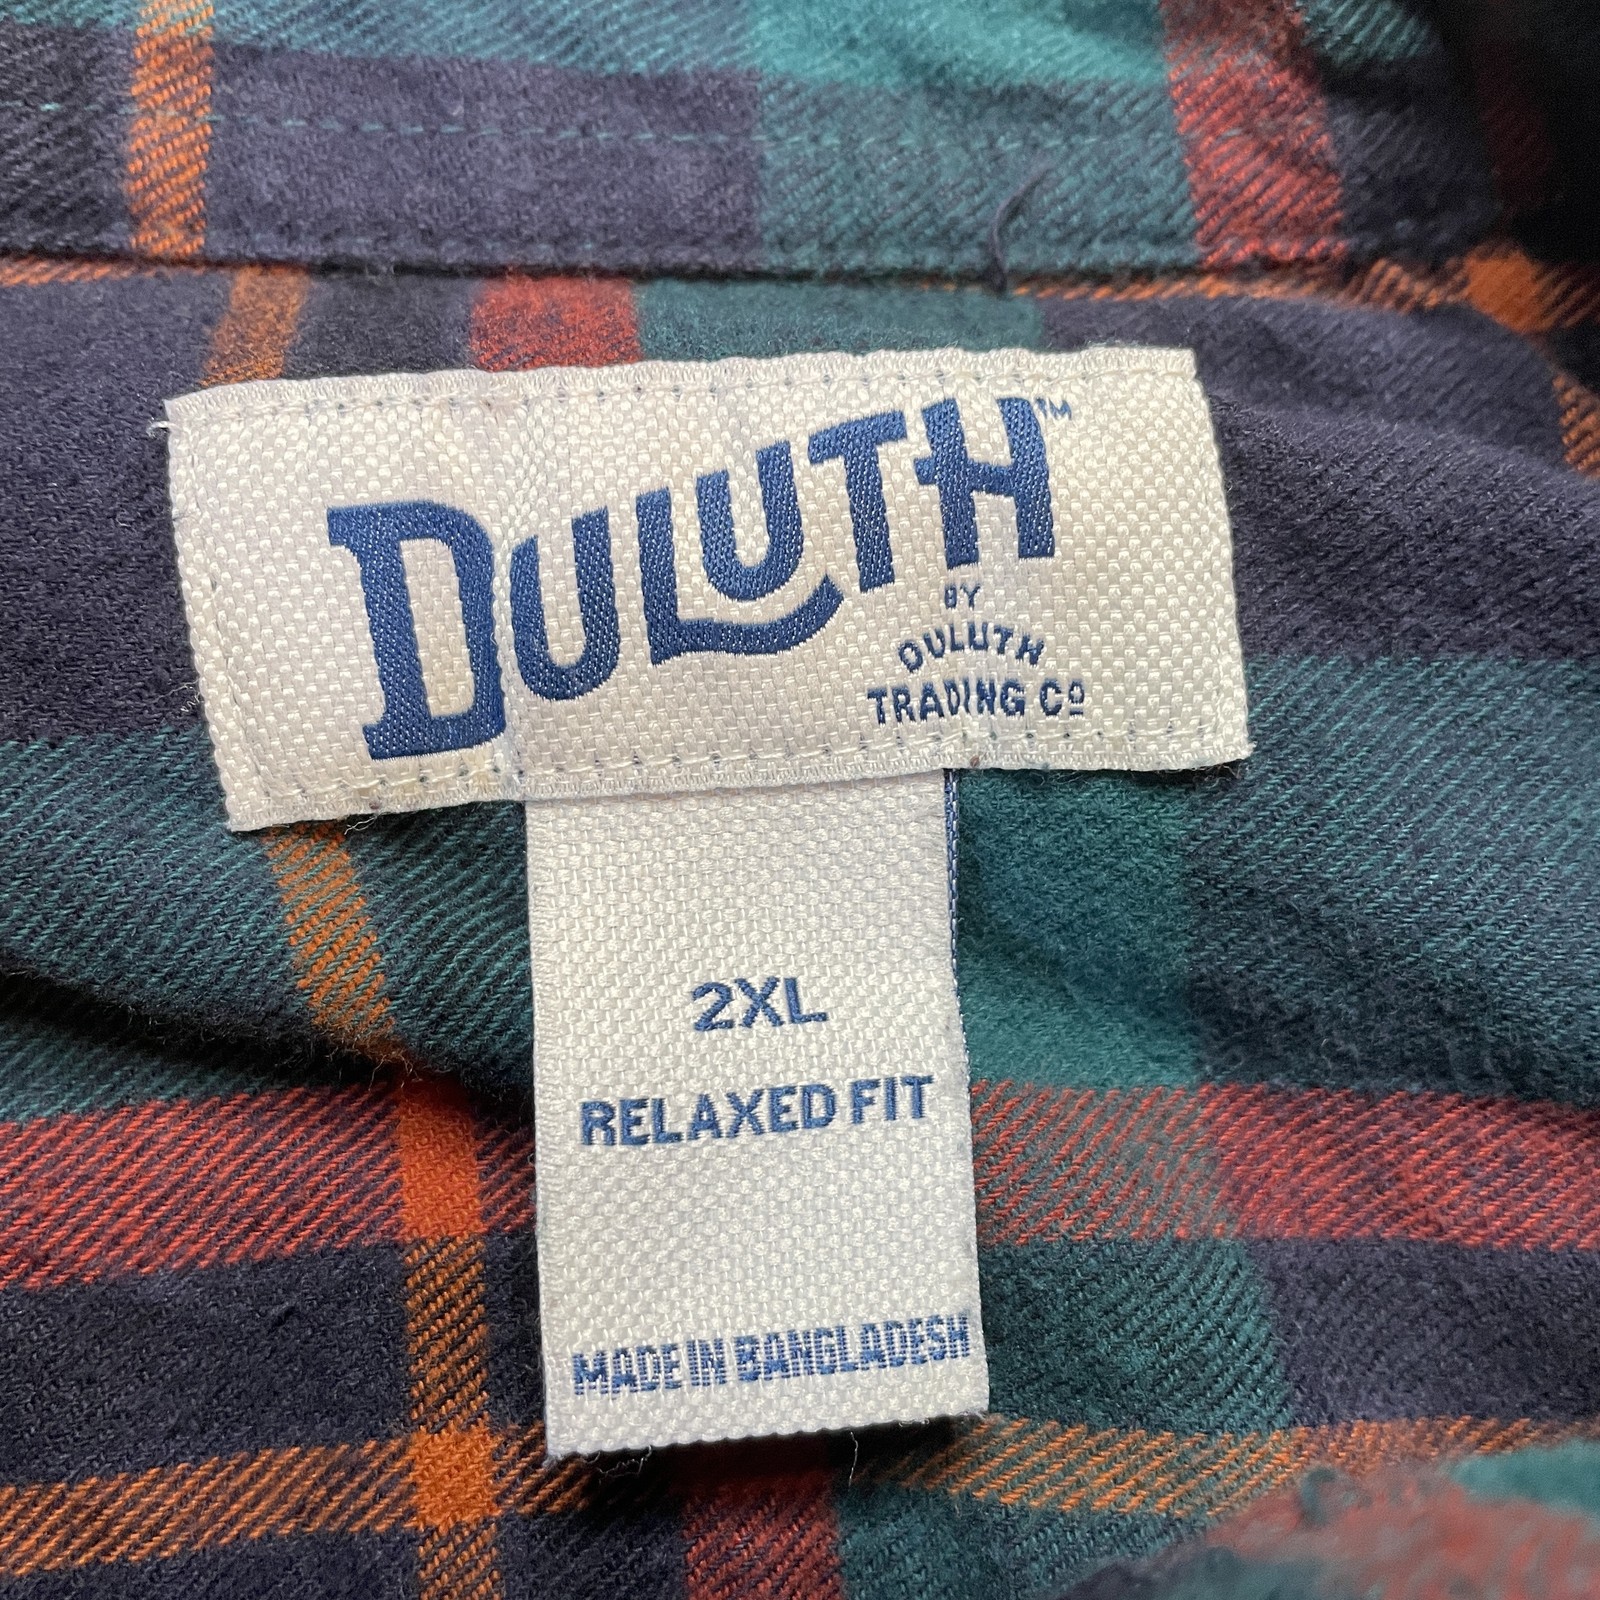 DULUTH™
BY
DULUTH
TRADING Cº
2XL
RELAXED FIT
MADE IN BANGLADESH